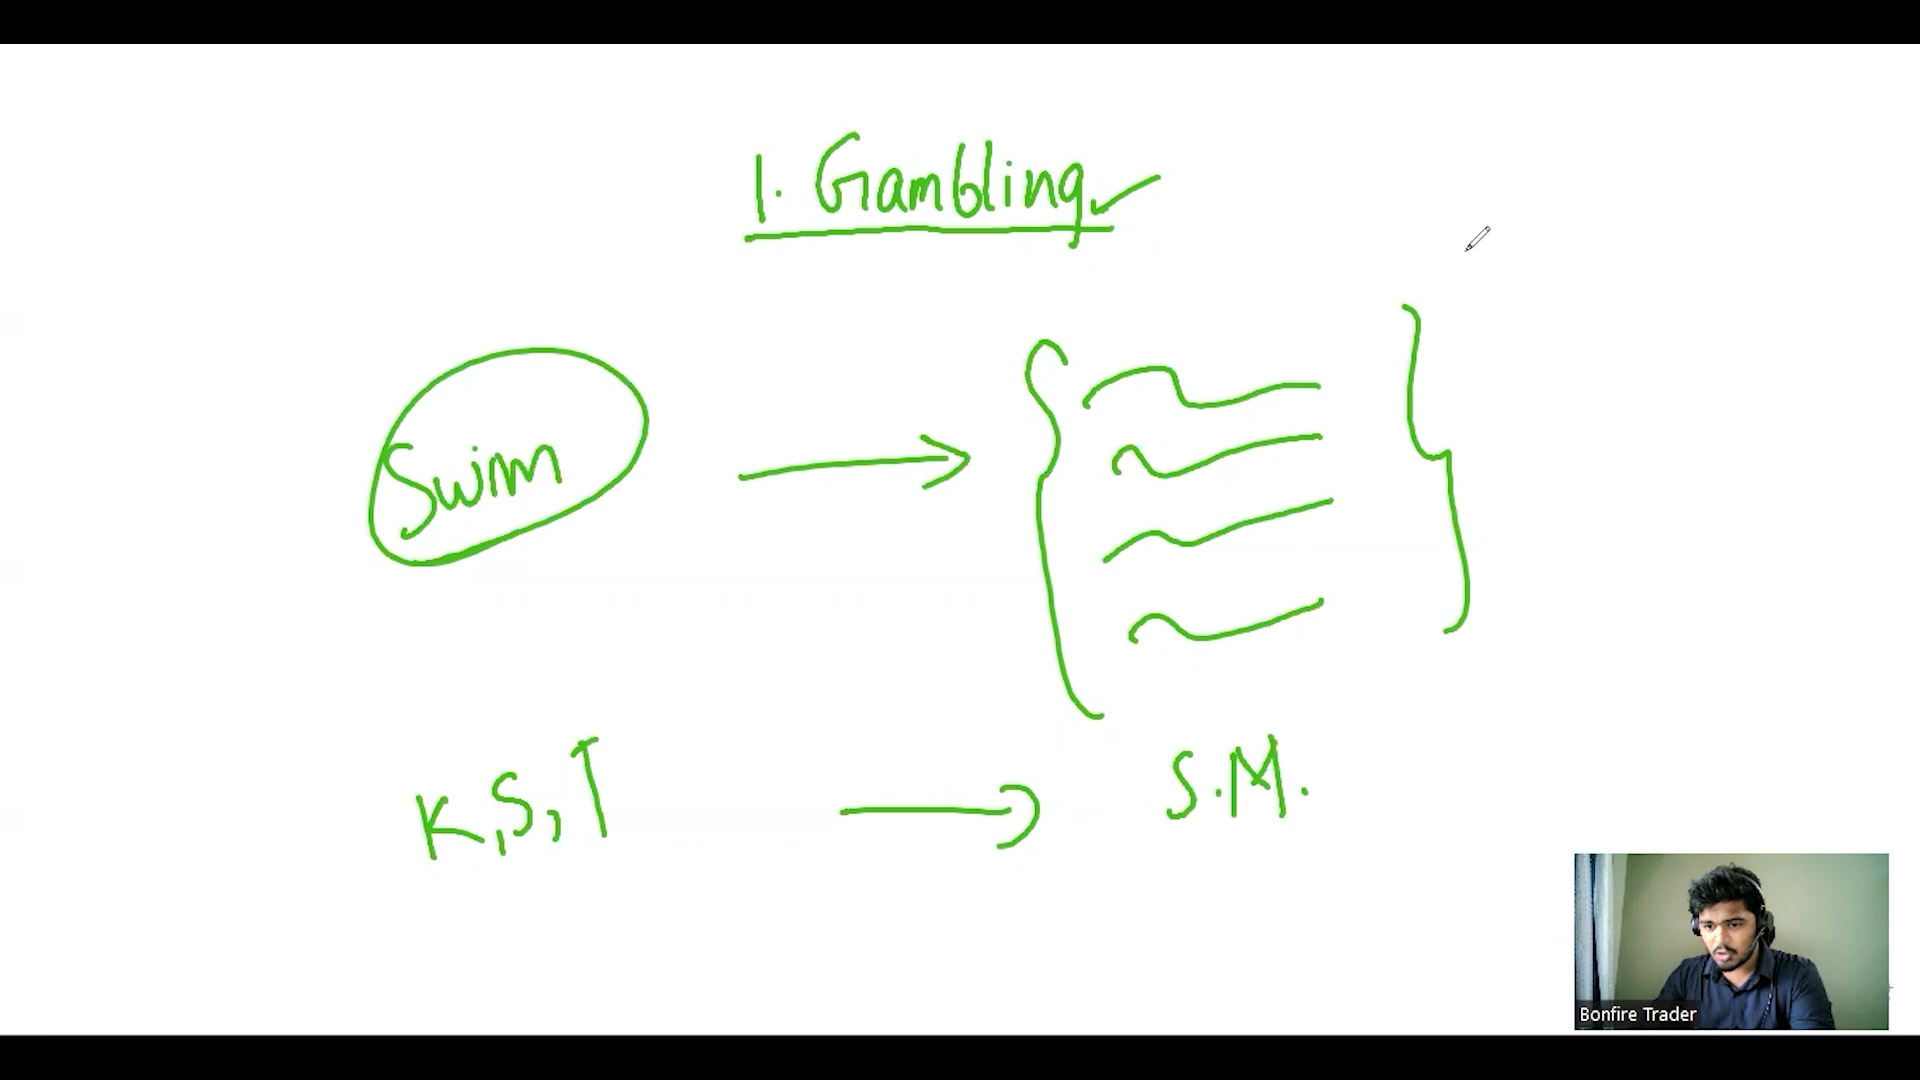 1. Gambling
Swim
K, S, T
S.M.
Bonfire Trader